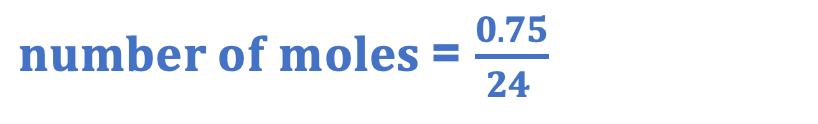 number of moles = 0.75/24